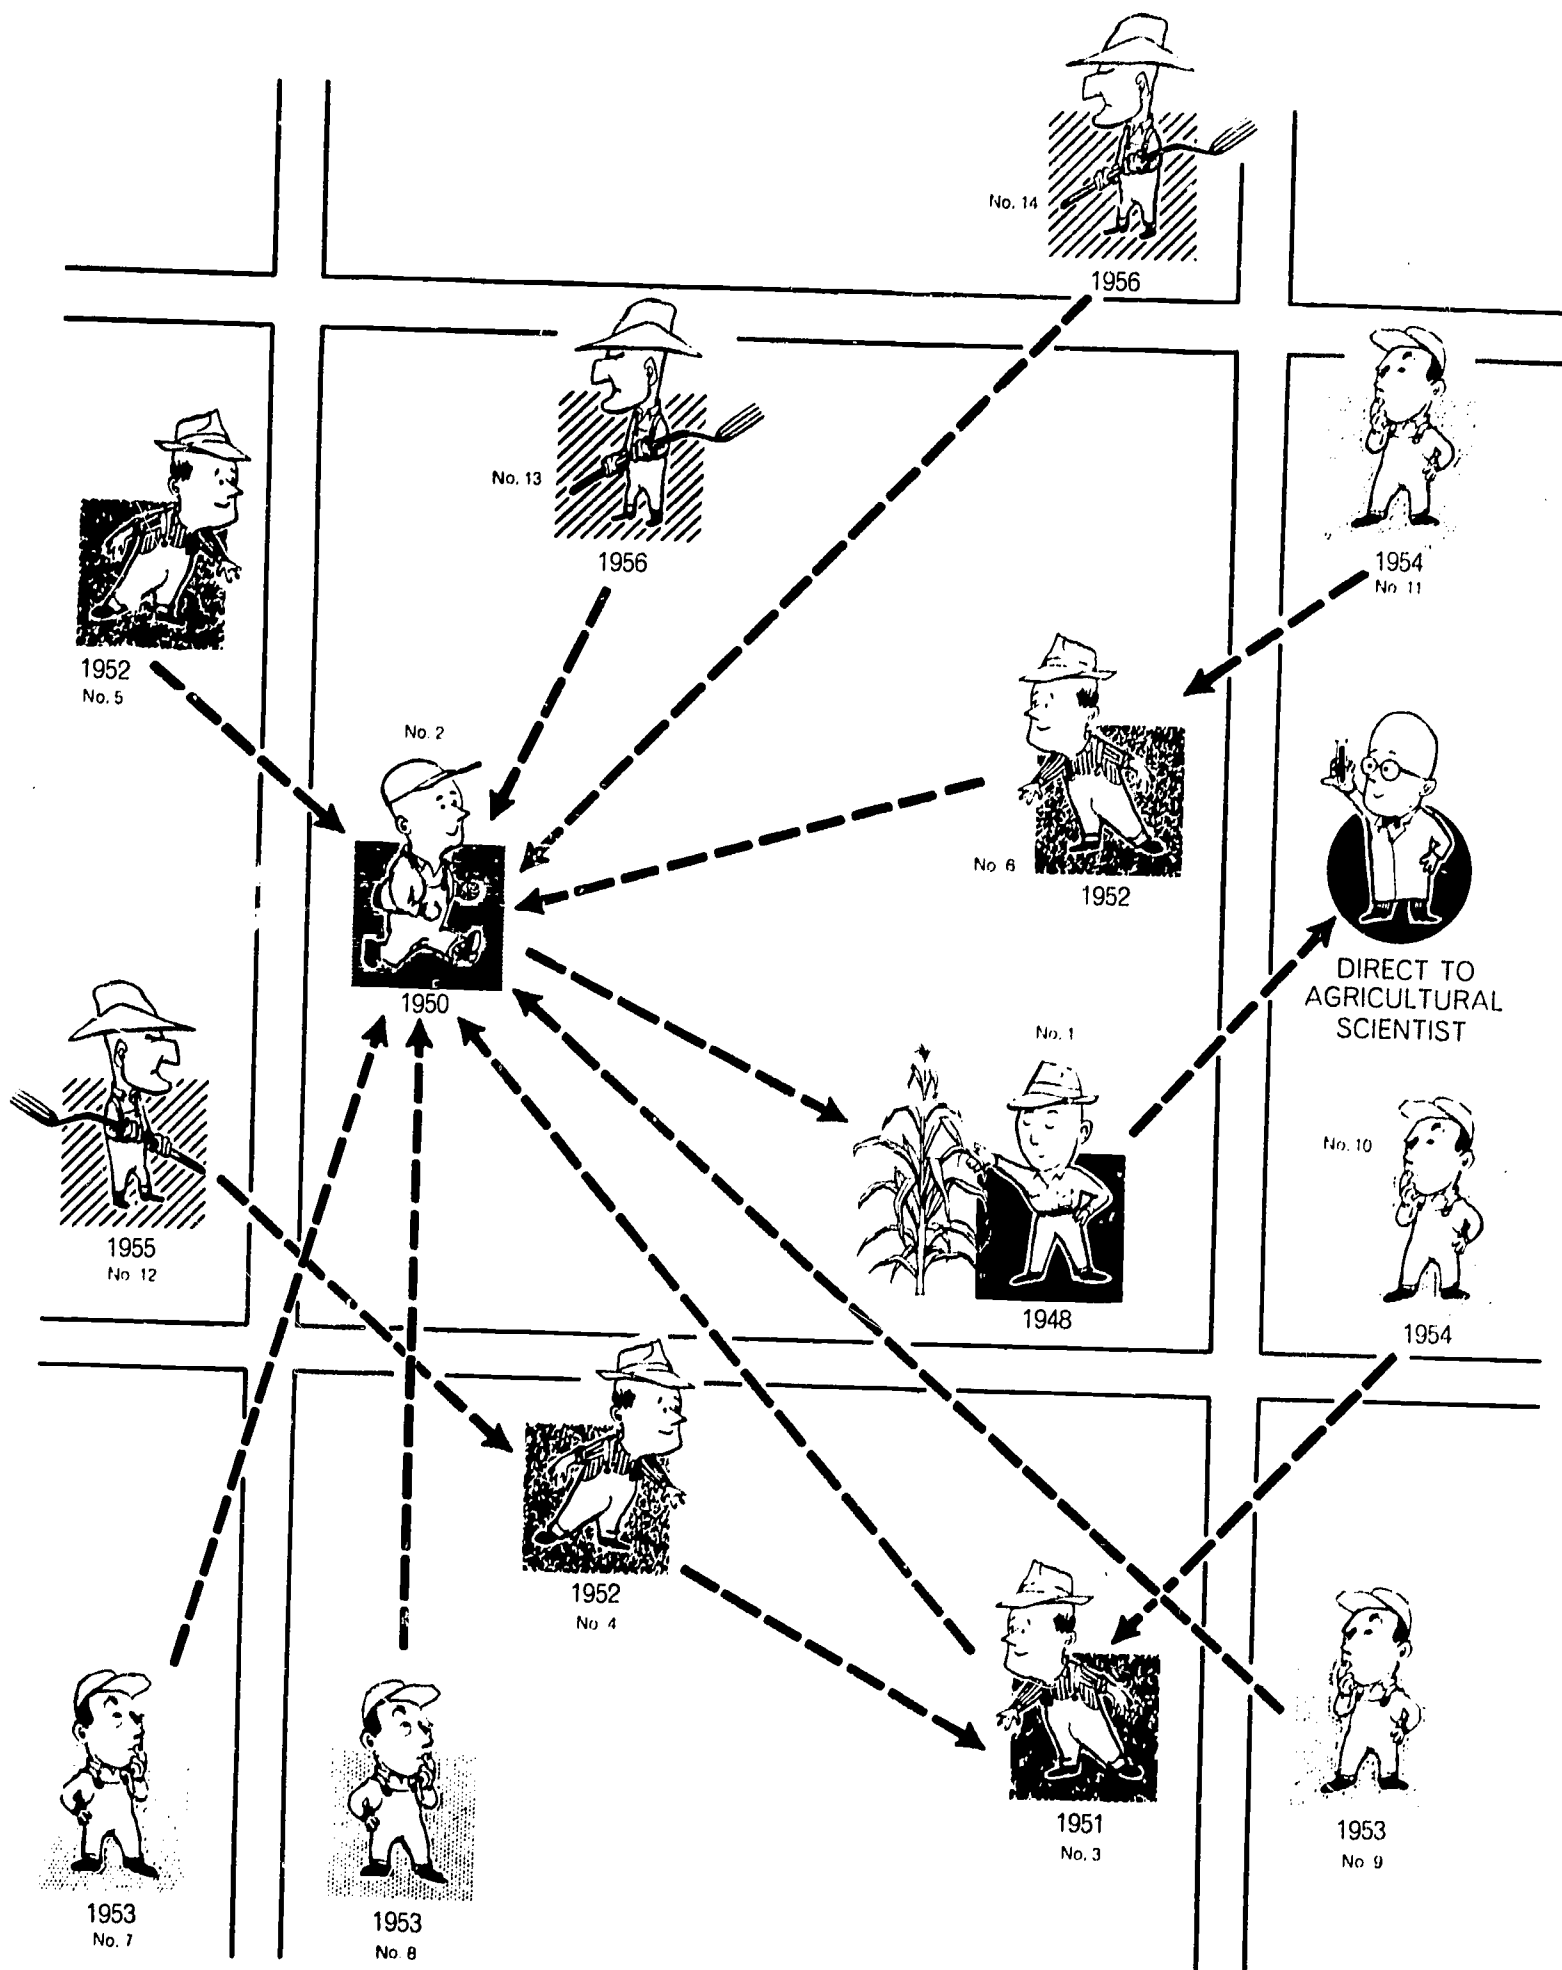 No. 14
1956
No. 13
1956
1954
No 11
1952
No. 5
No. 2
No 6
1952
DIRECT TO
AGRICULTURAL
SCIENTIST
1950
No. 1
No. 10
1955
No 12
1948
1954
1952
No 4
1951
No. 3
1953
No 9
1953
No. 7
1953
No 8